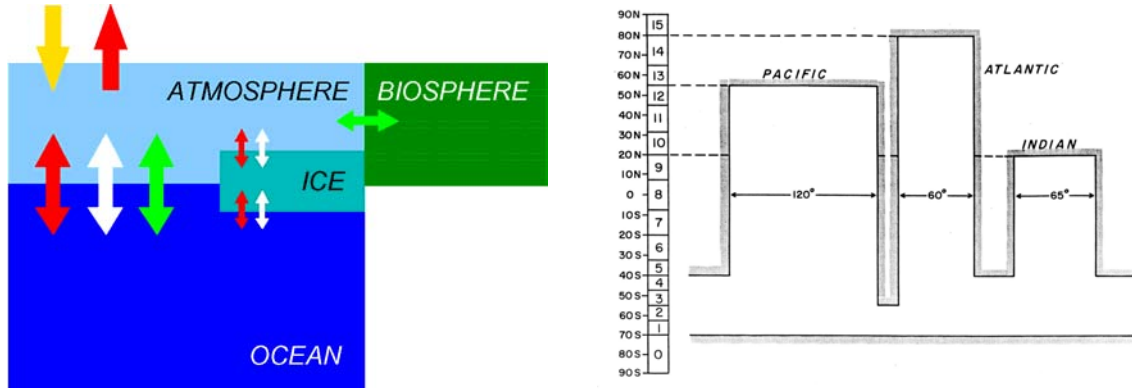 ATMOSPHERE
BIOSPHERE
ICE
OCEAN
90N
80N
70N
60N
50N
40N
30N
20N
10N
0
10S
20S
30S
40S
50S
60S
70S
80S
90S
15
14
13
12
11
10
9
8
7
6
5
4
3
2
1
0
PACIFIC
ATLANTIC
INDIAN
120°
60°
65°